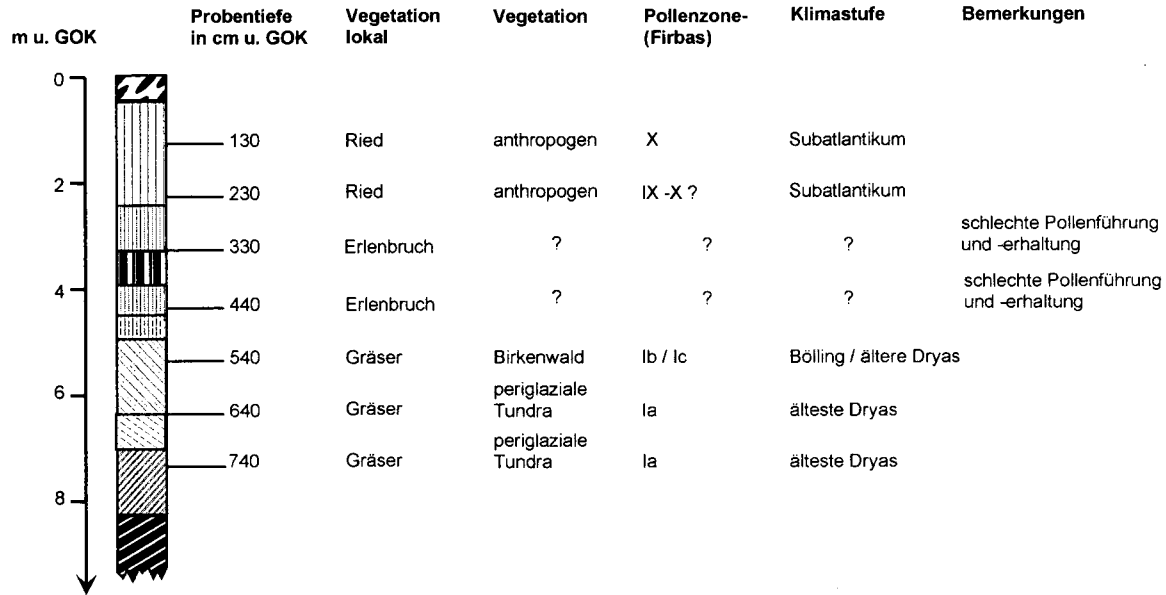 m u. GOK Probentiefe in cm u. GOK Vegetation lokal Vegetation Pollenzone- (Firbas) Klimastufe Bemerkungen
0
130 Ried anthropogen X Subatlantikum
2
230 Ried anthropogen IX -X ? Subatlantikum
330 Erlenbruch ? ? ? schlechte Pollenführung und -erhaltung
4
440 Erlenbruch ? ? ? schlechte Pollenführung und -erhaltung
540 Gräser Birkenwald Ib / Ic Bölling / ältere Dryas
6
640 Gräser periglaziale Tundra Ia älteste Dryas
740 Gräser periglaziale Tundra Ia älteste Dryas
8